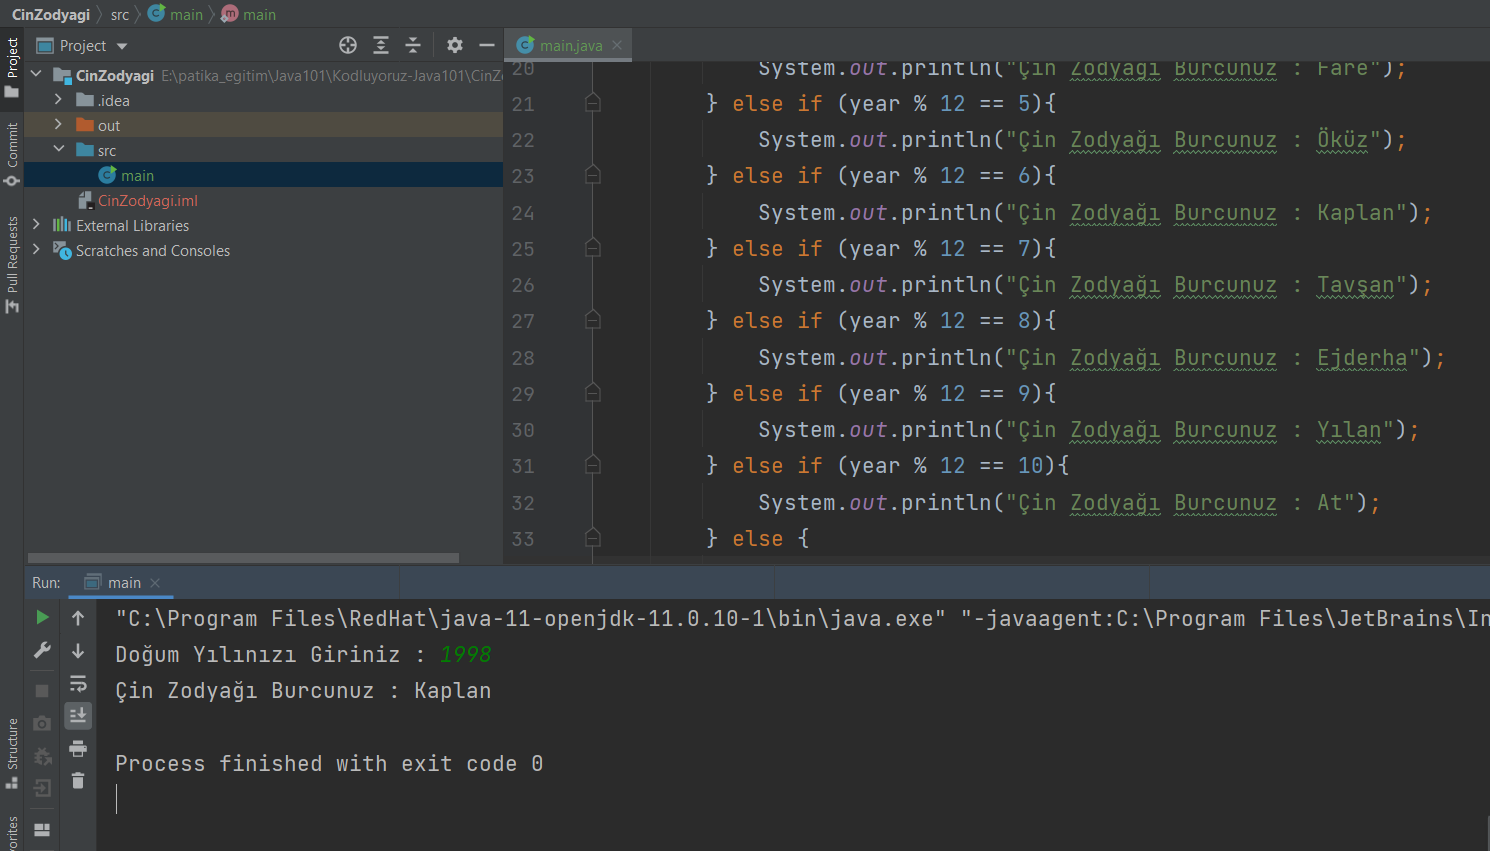 CinZodyagi src main main
Project
main.java
CinZodyagi E:\patika_egitim\Java101\Kodluyoruz-Java101\CinZo
.idea
out
src
main
CinZodyagi.iml
External Libraries
Scratches and Consoles
Project
Commit
Pull Requests
Structure
20 System.out.println("Çin Zodyağı Burcunuz : Fare");
21 } else if (year % 12 == 5){
22 System.out.println("Çin Zodyağı Burcunuz : Öküz");
23 } else if (year % 12 == 6){
24 System.out.println("Çin Zodyağı Burcunuz : Kaplan");
25 } else if (year % 12 == 7){
26 System.out.println("Çin Zodyağı Burcunuz : Tavşan");
27 } else if (year % 12 == 8){
28 System.out.println("Çin Zodyağı Burcunuz : Ejderha");
29 } else if (year % 12 == 9){
30 System.out.println("Çin Zodyağı Burcunuz : Yılan");
31 } else if (year % 12 == 10){
32 System.out.println("Çin Zodyağı Burcunuz : At");
33 } else {
Run: main
"C:\Program Files\RedHat\java-11-openjdk-11.0.10-1\bin\java.exe" "-javaagent:C:\Program Files\JetBrains\In
Doğum Yılınızı Giriniz : 1998
Çin Zodyağı Burcunuz : Kaplan
Process finished with exit code 0